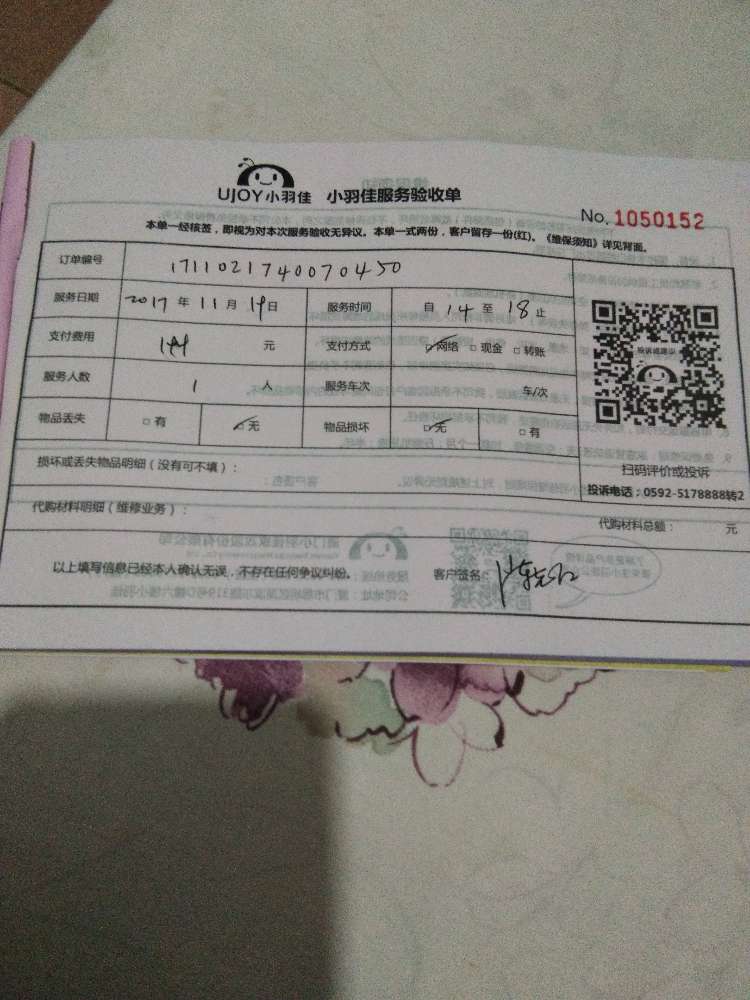 UJOY小羽佳 小羽佳服务验收单
No. 1050152
本单一经核签,即视为对本次服务验收无异议。本单一式两份,客户留存一份(红)。《维保须知》详见背面。
订单编号 1711021740070450
服务日期 2017 年 11 月 19 日 服务时间 自 14 至 18 止
支付费用 元 支付方式 ☑网络 □现金 □转账
服务人数 1 人 服务车次 车/次
物品丢失 □有 ☑无 物品损坏 ☑无 □有
投诉或建议
扫码评价或投诉
投诉电话:0592-5178888转2
损坏或丢失物品明细(没有可不填):
代购材料明细(维修业务): 代购材料总额: 元
以上填写信息已经本人确认无误,不存在任何争议纠纷。 客户签名: